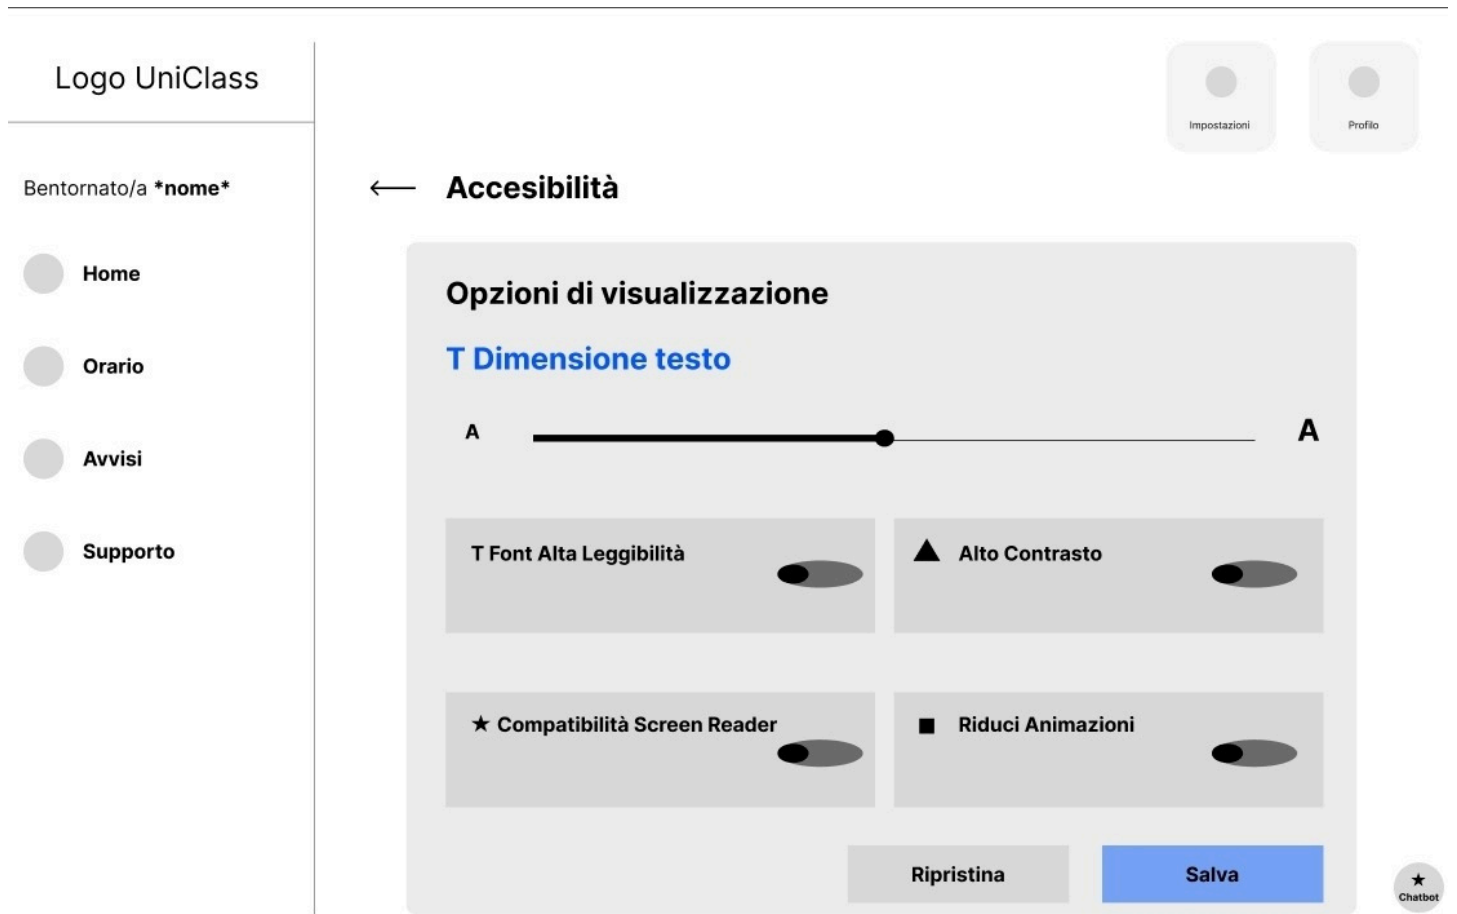 Logo UniClass
Impostazioni
Profilo
Bentornato/a *nome*
Accesibilità
Home
Orario
Avvisi
Supporto
Opzioni di visualizzazione
T Dimensione testo
A
A
T Font Alta Leggibilità
Alto Contrasto
Compatibilità Screen Reader
Riduci Animazioni
Ripristina
Salva
Chatbot